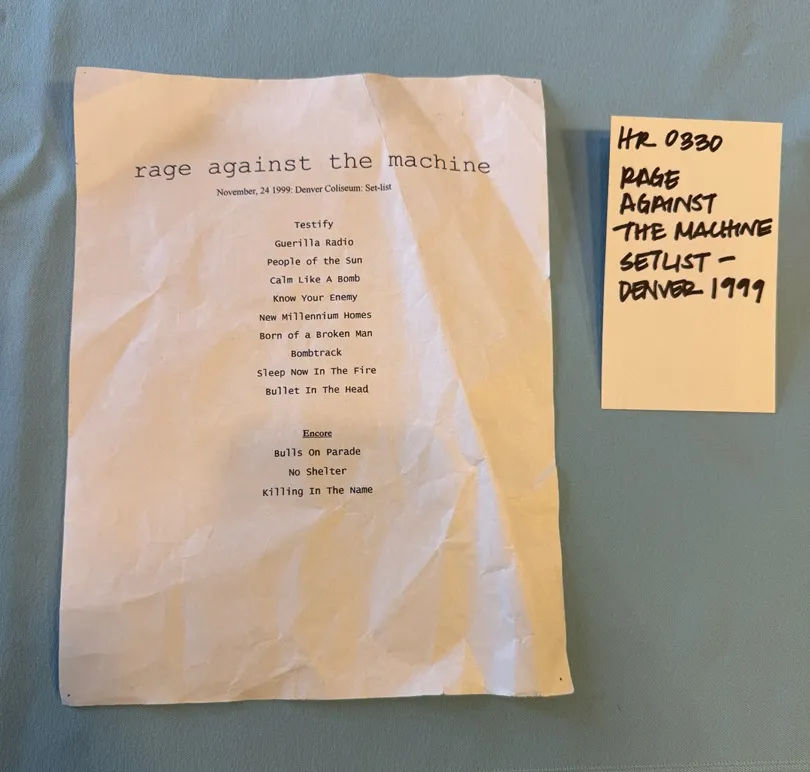 rage against the machine
November, 24 1999: Denver Coliseum: Set-list
Testify
Guerilla Radio
People of the Sun
Calm Like A Bomb
Know Your Enemy
New Millennium Homes
Born of a Broken Man
Bombtrack
Sleep Now In The Fire
Bullet In The Head
Encore
Bulls On Parade
No Shelter
Killing In The Name
HR 0330
RAGE
AGAINST
THE MACHINE
SETLIST –
DENVER 1999